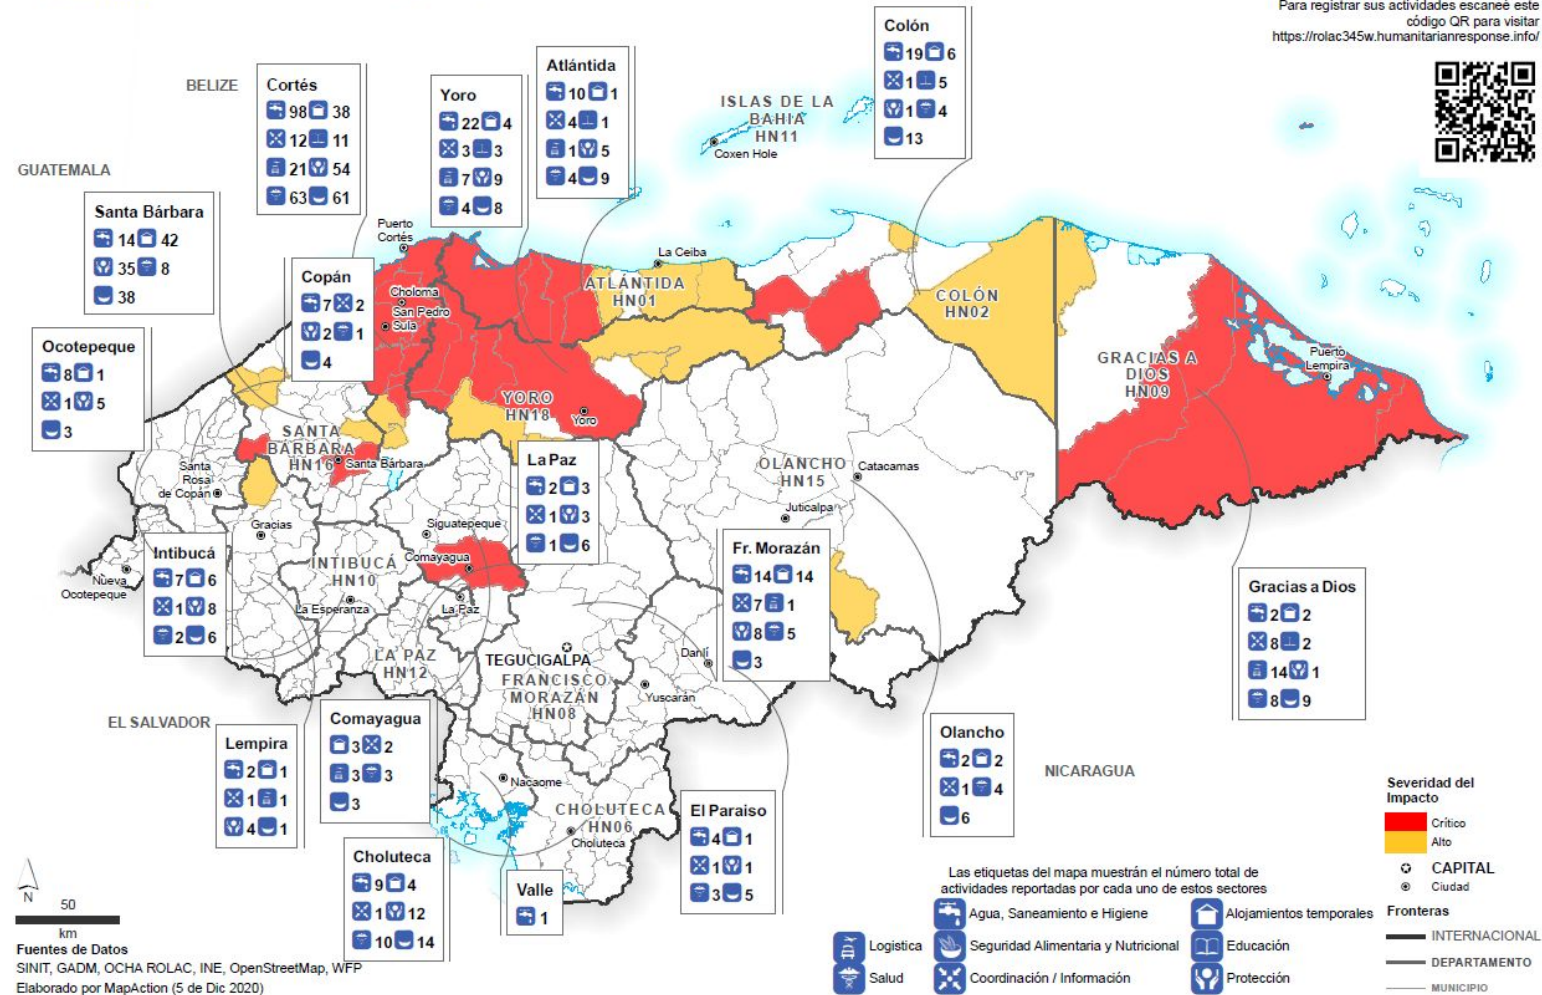 Para registrar sus actividades escanee este
código QR para visitar
https://rolac345w.humanitarianresponse.info/
BELIZE
GUATEMALA
Cortés
98 38
12 11
21 54
63 61
Yoro
22 4
3 3
7 9
4 8
Atlántida
10 1
4 1
1 5
4 9
Colón
19 6
1 5
1 4
13
ISLAS DE LA
BAHIA
HN11
Coxen Hole
Santa Bárbara
14 42
35 8
38
Puerto
Cortés
Copán
7 2
2 1
4
Choloma
San Pedro
Sula
La Ceiba
ATLÁNTIDA
HN01
COLÓN
HN02
Ocotepeque
8 1
1 5
3
GRACIAS A
DIOS
HN09
Puerto
Lempira
YORO
HN18
Yoro
SANTA
BARBARA
HN16
Santa Bárbara
Santa
Rosa
de Copán
La Paz
2 3
1 3
1 6
OLANCHO
HN15
Catacamas
Juticalpa
Gracias
Siguatepeque
Comayagua
Intibucá
7 6
1 8
2 6
Nueva
Ocotepeque
INTIBUCÁ
HN10
La Esperanza
La Paz
LA PAZ
HN12
Fr. Morazán
14 14
7 1
8 5
3
TEGUCIGALPA
FRANCISCO
MORAZÁN
HN08
Danlí
Yuscarán
Gracias a Dios
2 2
8 2
14 1
8 9
EL SALVADOR
Lempira
2 1
1 1
4 1
Comayagua
3 2
3 3
3
Olancho
2 2
1 4
6
NICARAGUA
Nacaome
CHOLUTECA
HN06
Choluteca
El Paraiso
4 1
1 1
3 5
Choluteca
9 4
1 12
10 14
Valle
1
Severidad del
Impacto
Crítico
Alto
CAPITAL
Ciudad
Fronteras
INTERNACIONAL
DEPARTAMENTO
MUNICIPIO
Las etiquetas del mapa muestrán el número total de
actividades reportadas por cada uno de estos sectores
Agua, Saneamiento e Higiene
Alojamientos temporales
Logistica
Seguridad Alimentaria y Nutricional
Educación
Salud
Coordinación / Información
Protección
N
50
km
Fuentes de Datos
SINIT, GADM, OCHA ROLAC, INE, OpenStreetMap, WFP
Elaborado por MapAction (5 de Dic 2020)